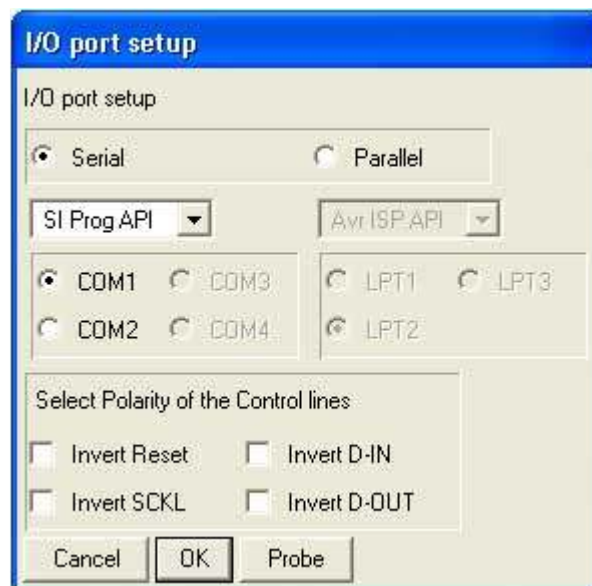 I/O port setup
I/O port setup
Serial Parallel
SI Prog API Avr ISP API
COM1 COM3 LPT1 LPT3
COM2 COM4 LPT2
Select Polarity of the Control lines
Invert Reset Invert D-IN
Invert SCKL Invert D-OUT
Cancel OK Probe